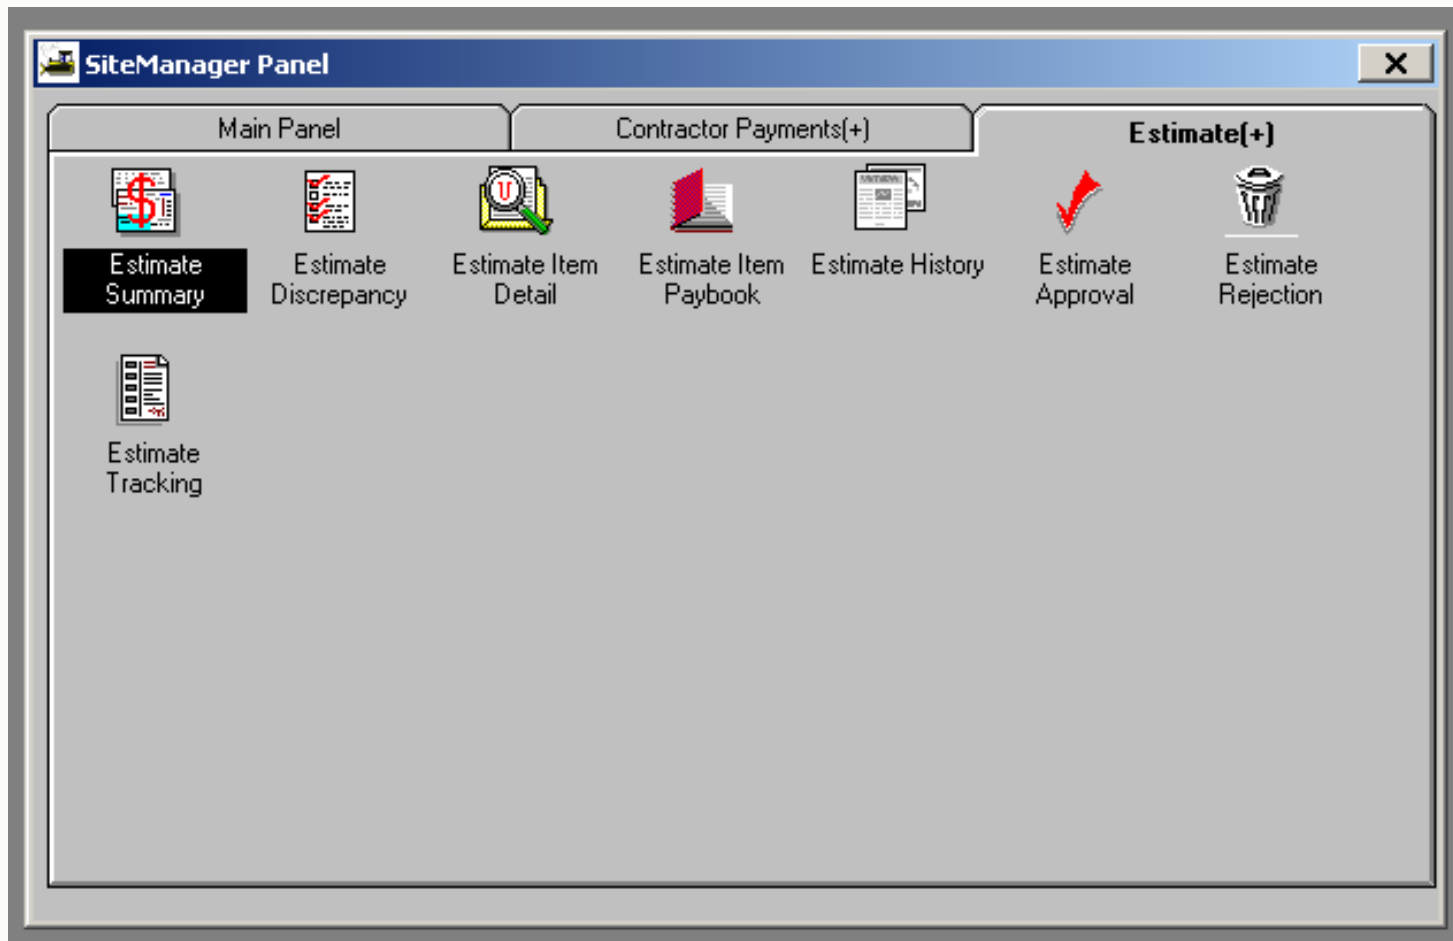 SiteManager Panel
Main Panel
Contractor Payments(+)
Estimate(+)
Estimate
Summary
Estimate
Discrepancy
Estimate Item
Detail
Estimate Item
Paybook
Estimate History
Estimate
Approval
Estimate
Rejection
Estimate
Tracking